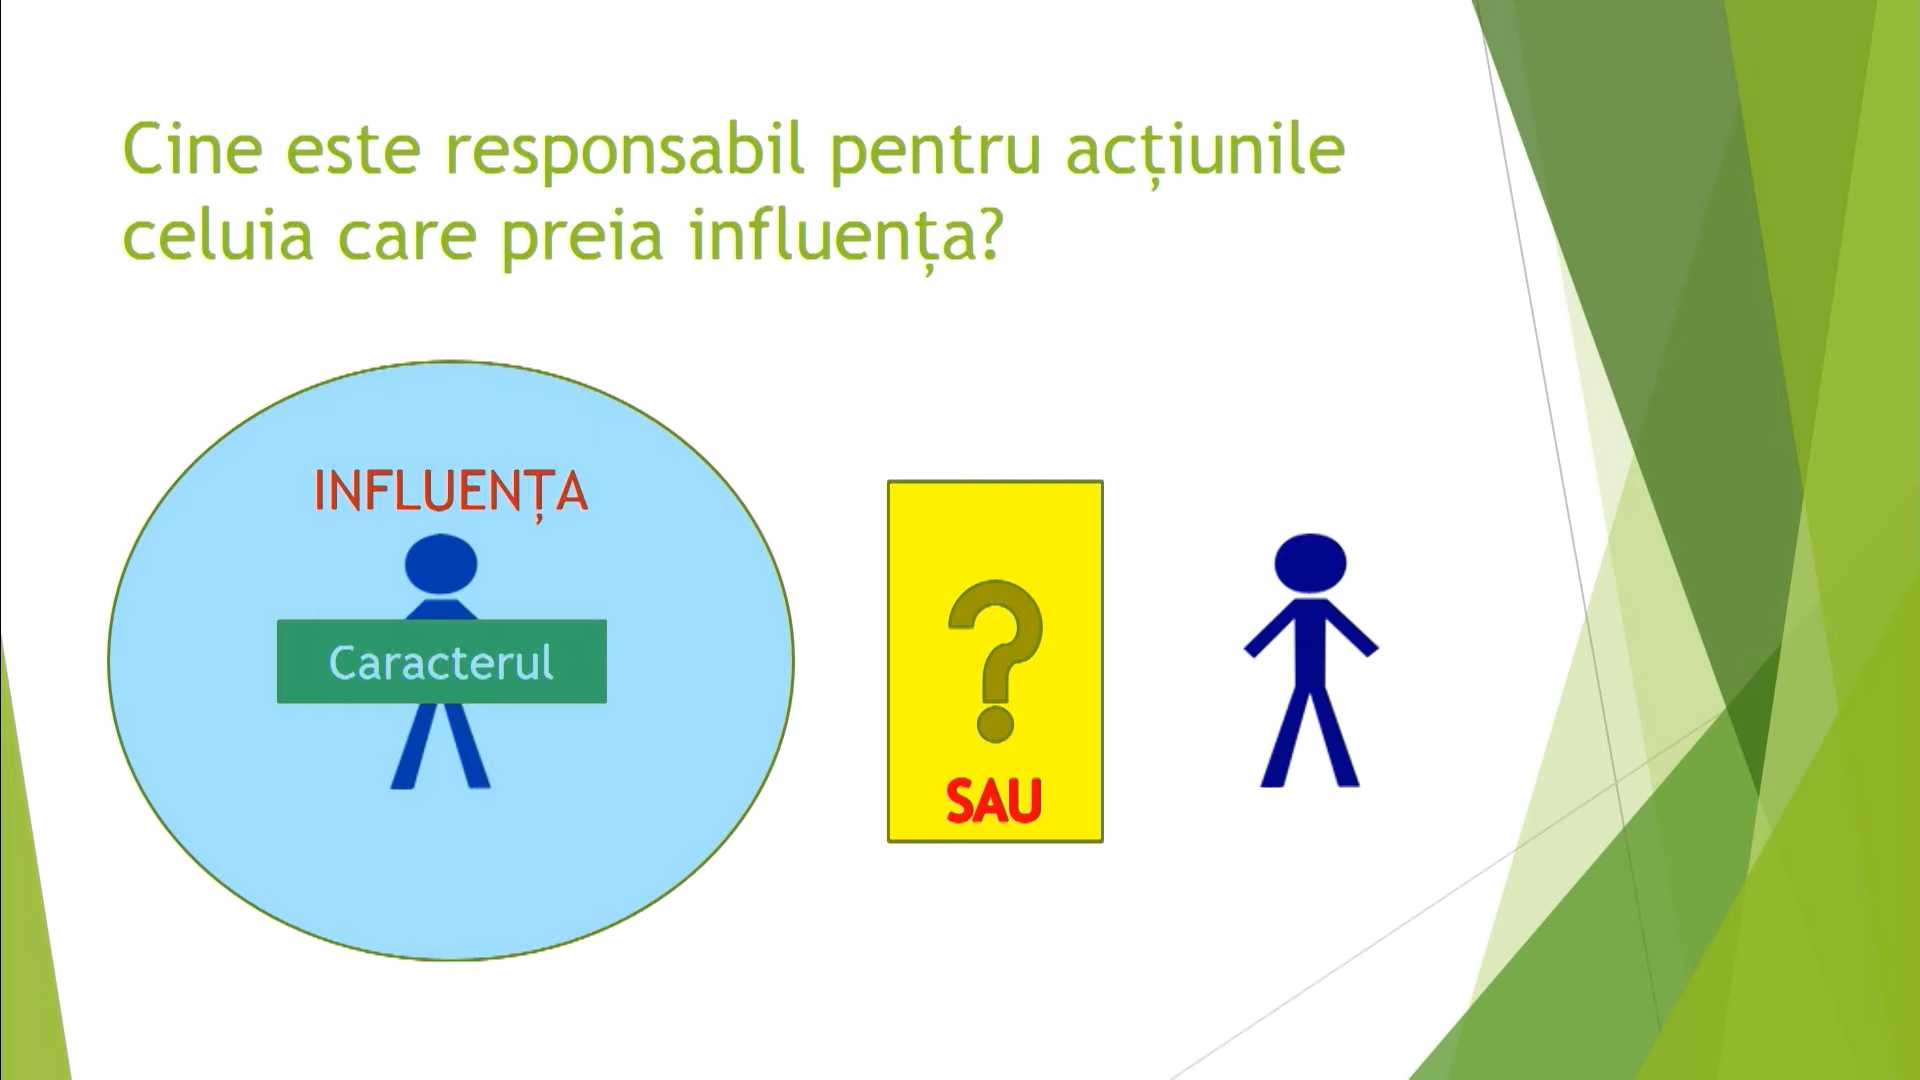 Cine este responsabil pentru acțiunile
celuia care preia influența?
INFLUENȚA
Caracterul
?
SAU